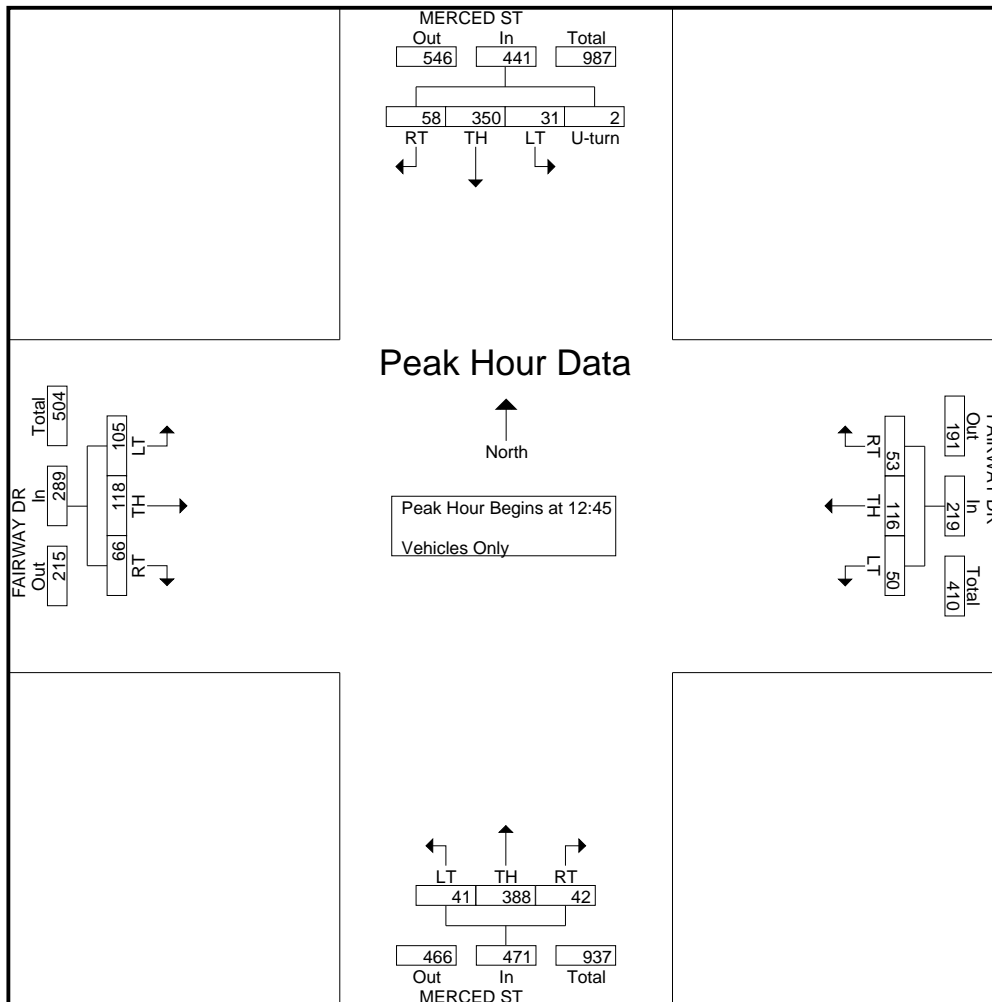 MERCED ST
Out In Total
546 441 987
58 350 31 2
RT TH LT U-turn
Peak Hour Data
North
Peak Hour Begins at 12:45
Vehicles Only
FAIRWAY DR
Total In Out
504 289 215
105 118 66
LT TH RT
FAIRWAY DR
Out In Total
191 219 410
53 116 50
RT TH LT
LT TH RT
41 388 42
466 471 937
Out In Total
MERCED ST